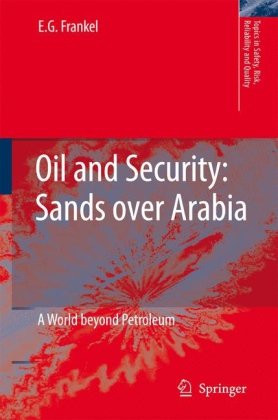 E.G. Frankel
Topics in Safety, Risk,
Reliability and Quality
Oil and Security:
Sands over Arabia
A World beyond Petroleum
Springer